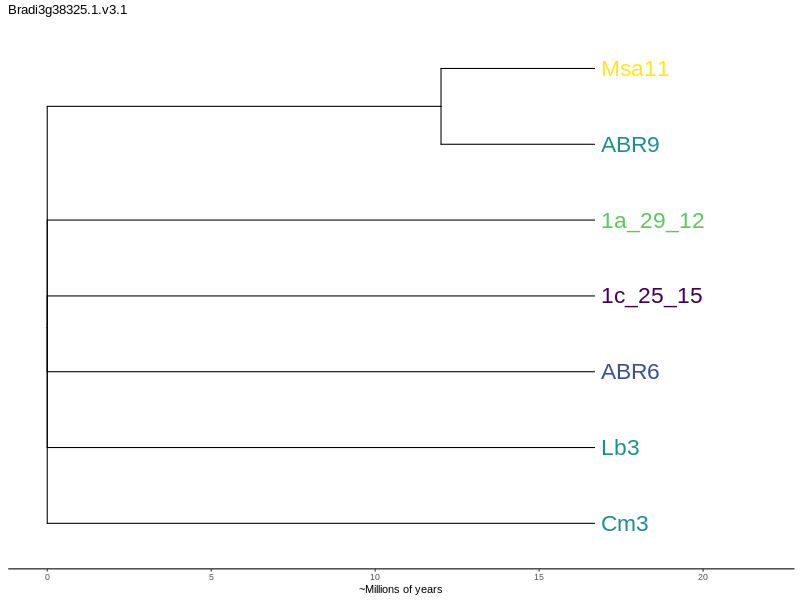 Bradi3g38325.1.v3.1
Msa11
ABR9
1a_29_12
1c_25_15
ABR6
Lb3
Cm3
0 5 10 15 20
~Millions of years